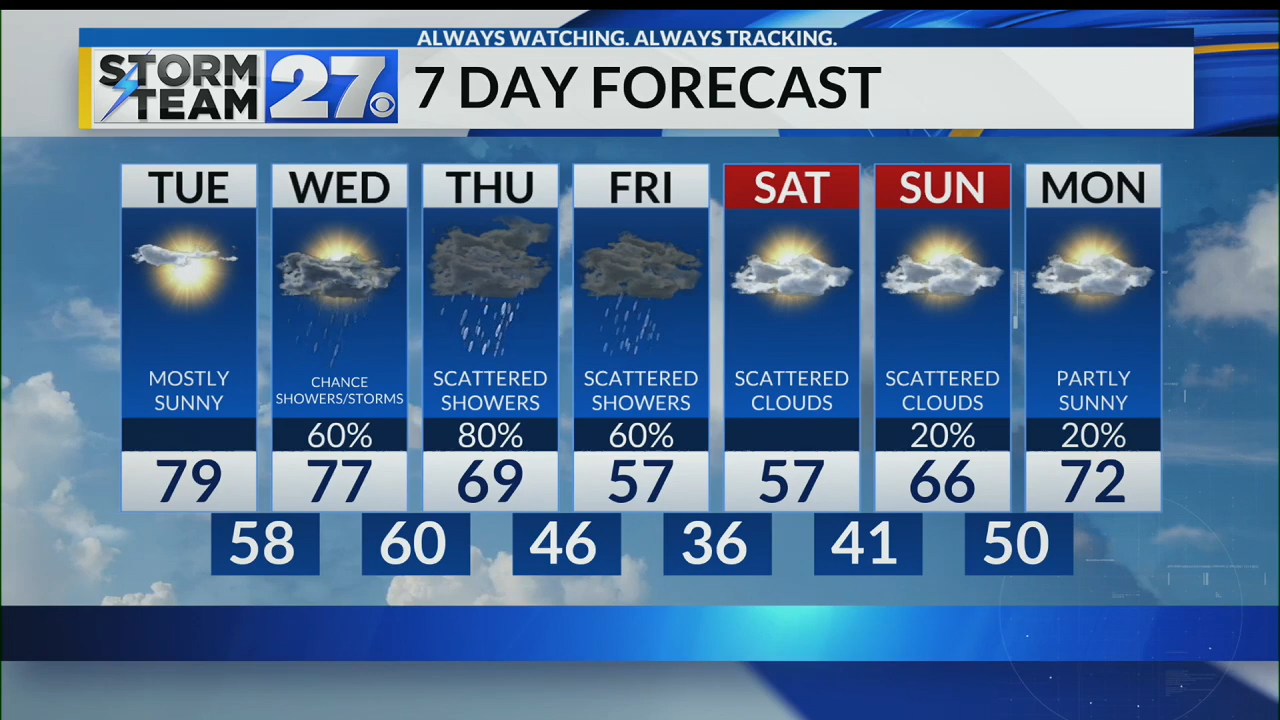 ALWAYS WATCHING. ALWAYS TRACKING.
STORM
TEAM
27
7 DAY FORECAST
TUE WED THU FRI SAT SUN MON
MOSTLY
SUNNY
CHANCE
SHOWERS/STORMS
SCATTERED
SHOWERS
SCATTERED
SHOWERS
SCATTERED
CLOUDS
SCATTERED
CLOUDS
PARTLY
SUNNY
60% 80% 60% 20% 20%
79 77 69 57 57 66 72
58 60 46 36 41 50